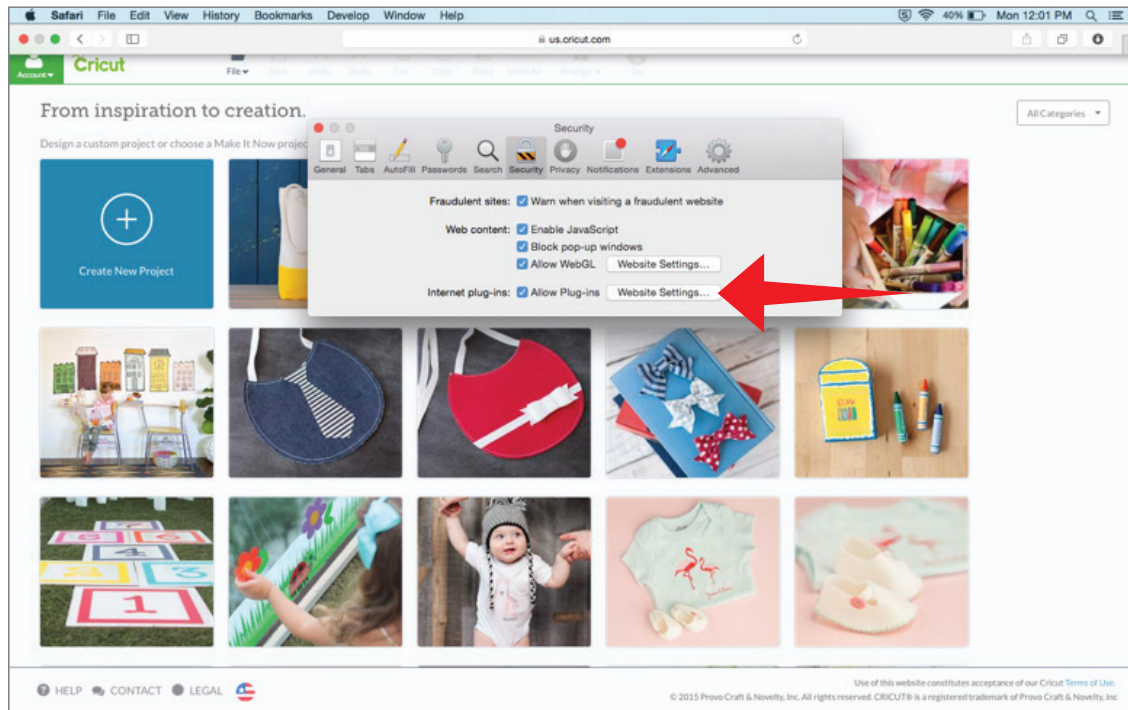 Safari File Edit View History Bookmarks Develop Window Help 40% Mon 12:01 PM
us.cricut.com
Account
Cricut
File
From inspiration to creation.
All Categories
Design a custom project or choose a Make It Now projec
Create New Project
Security
General Tabs AutoFill Passwords Search Security Privacy Notifications Extensions Advanced
Fraudulent sites: Warn when visiting a fraudulent website
Web content: Enable JavaScript
Block pop-up windows
Allow WebGL Website Settings...
Internet plug-ins: Allow Plug-ins Website Settings...
4
2 3
1
HELP CONTACT LEGAL
Use of this website constitutes acceptance of our Cricut Terms of Use.
© 2015 Provo Craft & Novelty, Inc. All rights reserved. CRICUT® is a registered trademark of Provo Craft & Novelty, Inc